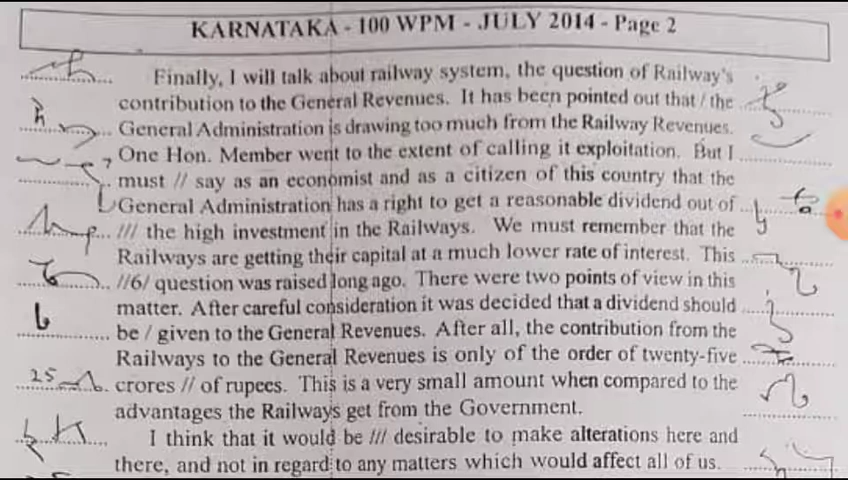 KARNATAKA - 100 WPM - JULY 2014 - Page 2
Finally, I will talk about railway system, the question of Railway's
contribution to the General Revenues. It has been pointed out that / the
General Administration is drawing too much from the Railway Revenues.
One Hon. Member went to the extent of calling it exploitation. But I
must // say as an economist and as a citizen of this country that the
General Administration has a right to get a reasonable dividend out of
/// the high investment in the Railways. We must remember that the
Railways are getting their capital at a much lower rate of interest. This
//6/ question was raised long ago. There were two points of view in this
matter. After careful consideration it was decided that a dividend should
be / given to the General Revenues. After all, the contribution from the
Railways to the General Revenues is only of the order of twenty-five
25 crores // of rupees. This is a very small amount when compared to the
advantages the Railways get from the Government.
I think that it would be /// desirable to make alterations here and
there, and not in regard to any matters which would affect all of us.